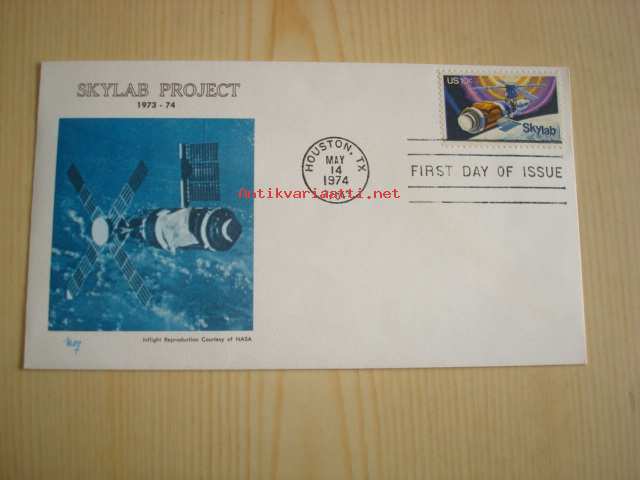 SKYLAB PROJECT
1973 - 74
US 10c
Skylab
HOUSTON, TX
MAY
14
1974
FIRST DAY OF ISSUE
Antikvariaatti.net
Inflight Reproduction Courtesy of NASA